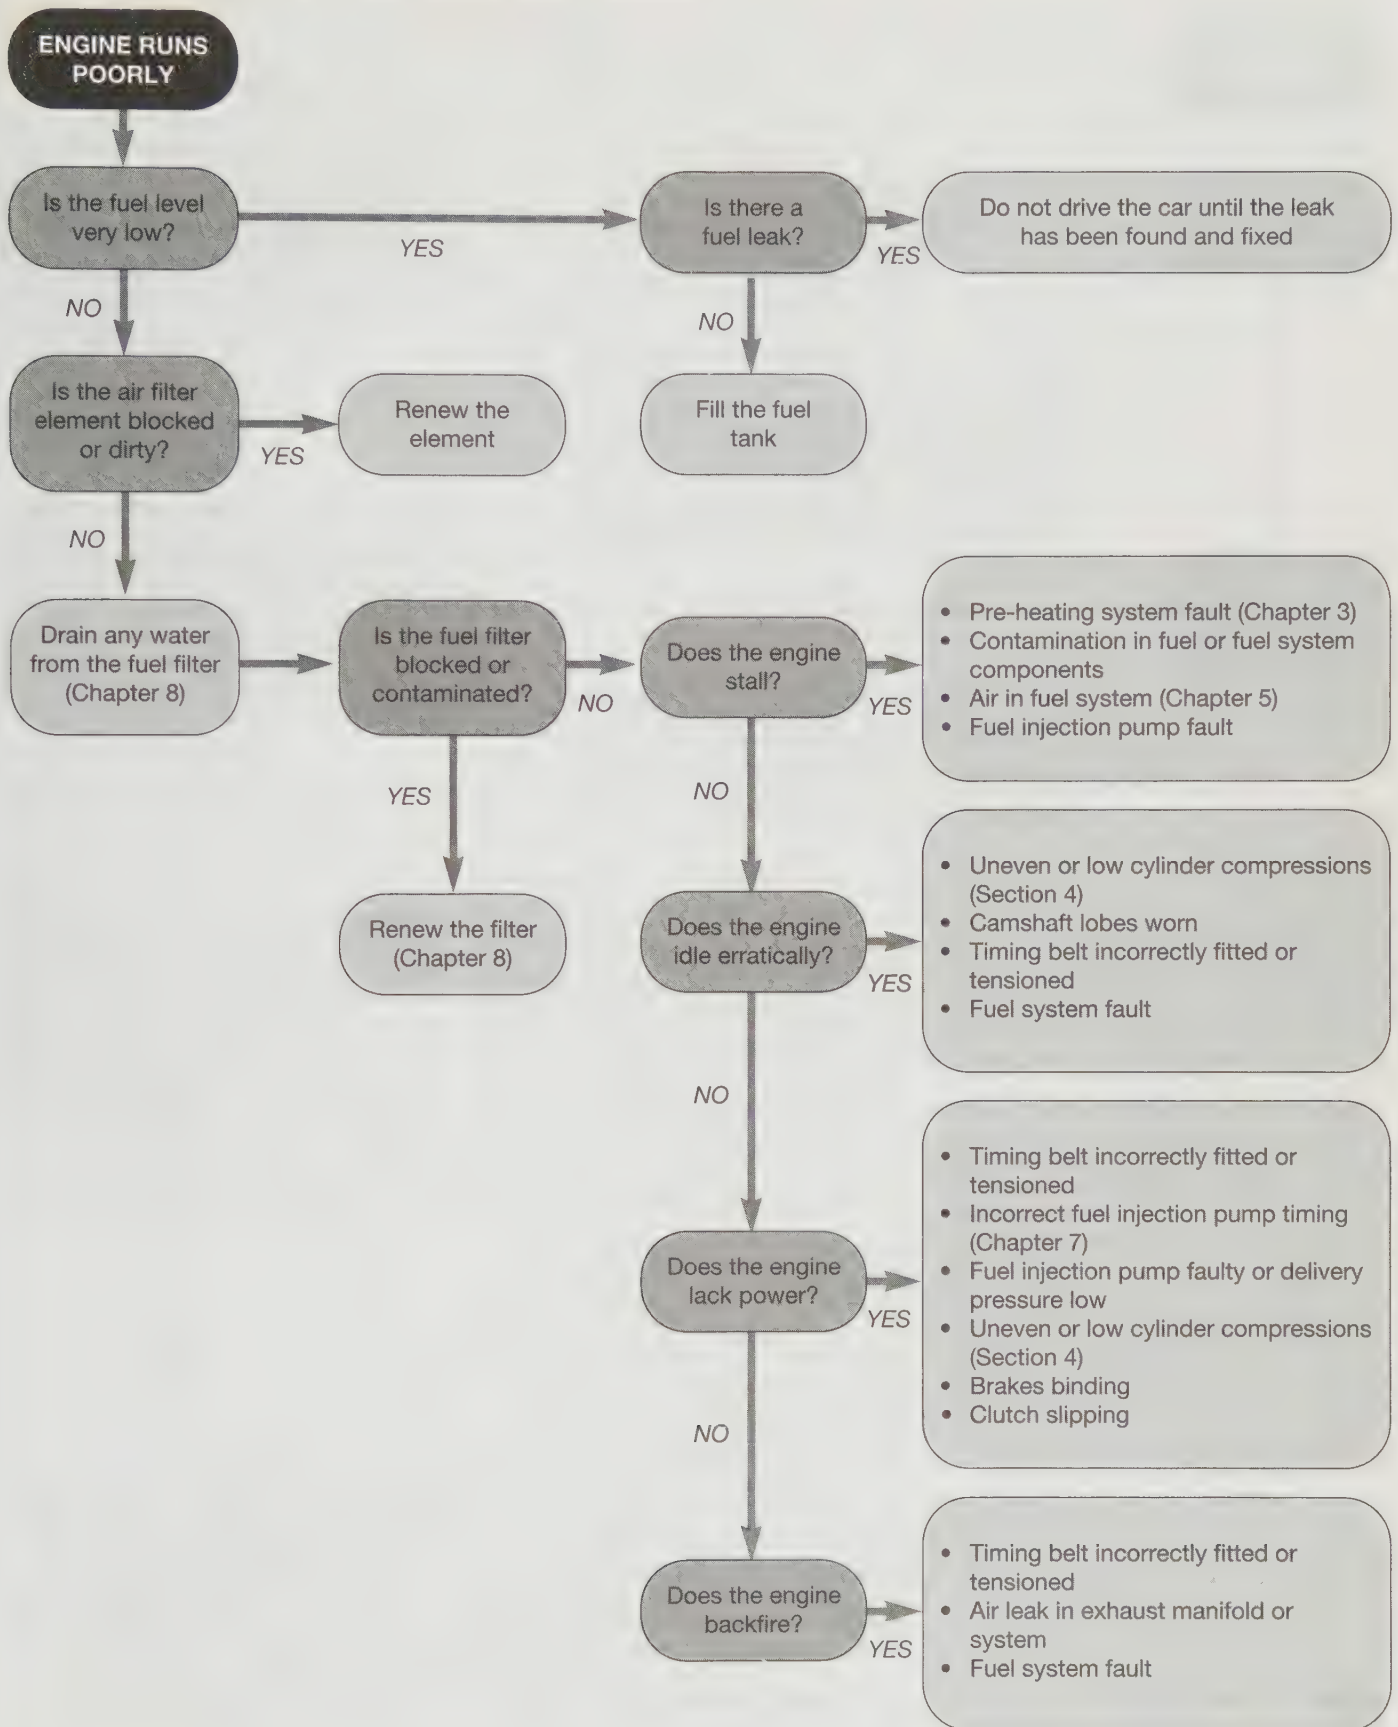 ENGINE RUNS
POORLY
Is the fuel level
very low?
YES
Is there a
fuel leak?
YES
Do not drive the car until the leak
has been found and fixed
NO
NO
Is the air filter
element blocked
or dirty?
YES
Renew the
element
Fill the fuel
tank
NO
Drain any water
from the fuel filter
(Chapter 8)
Is the fuel filter
blocked or
contaminated?
NO
Does the engine
stall?
YES
• Pre-heating system fault (Chapter 3)
• Contamination in fuel or fuel system
components
• Air in fuel system (Chapter 5)
• Fuel injection pump fault
YES
NO
Renew the filter
(Chapter 8)
Does the engine
idle erratically?
YES
• Uneven or low cylinder compressions
(Section 4)
• Camshaft lobes worn
• Timing belt incorrectly fitted or
tensioned
• Fuel system fault
NO
Does the engine
lack power?
YES
• Timing belt incorrectly fitted or
tensioned
• Incorrect fuel injection pump timing
(Chapter 7)
• Fuel injection pump faulty or delivery
pressure low
• Uneven or low cylinder compressions
(Section 4)
• Brakes binding
• Clutch slipping
NO
Does the engine
backfire?
YES
• Timing belt incorrectly fitted or
tensioned
• Air leak in exhaust manifold or
system
• Fuel system fault